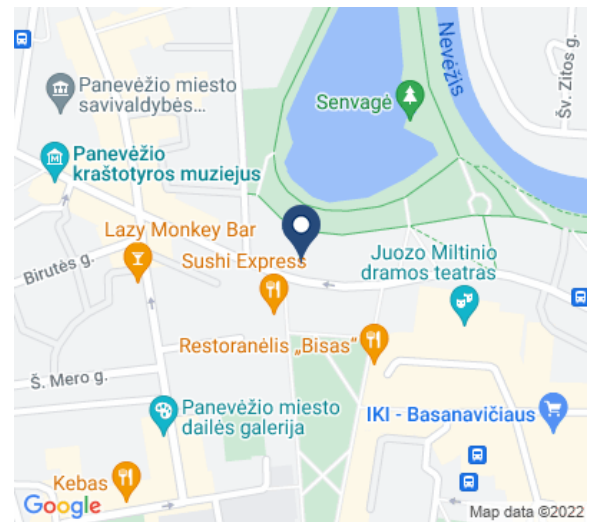 Nevėžis
Šv. Zitos g.
Panevėžio miesto
savivaldybės...
Senvagė
Panevėžio
kraštotyros muziejus
Lazy Monkey Bar
Birutės g.
Sushi Express
Juozo Miltinio
dramos teatras
Restoranėlis „Bisas“
Š. Mero g.
Panevėžio miesto
dailės galerija
IKI - Basanavičiaus
Kebas
Google
Map data ©2022